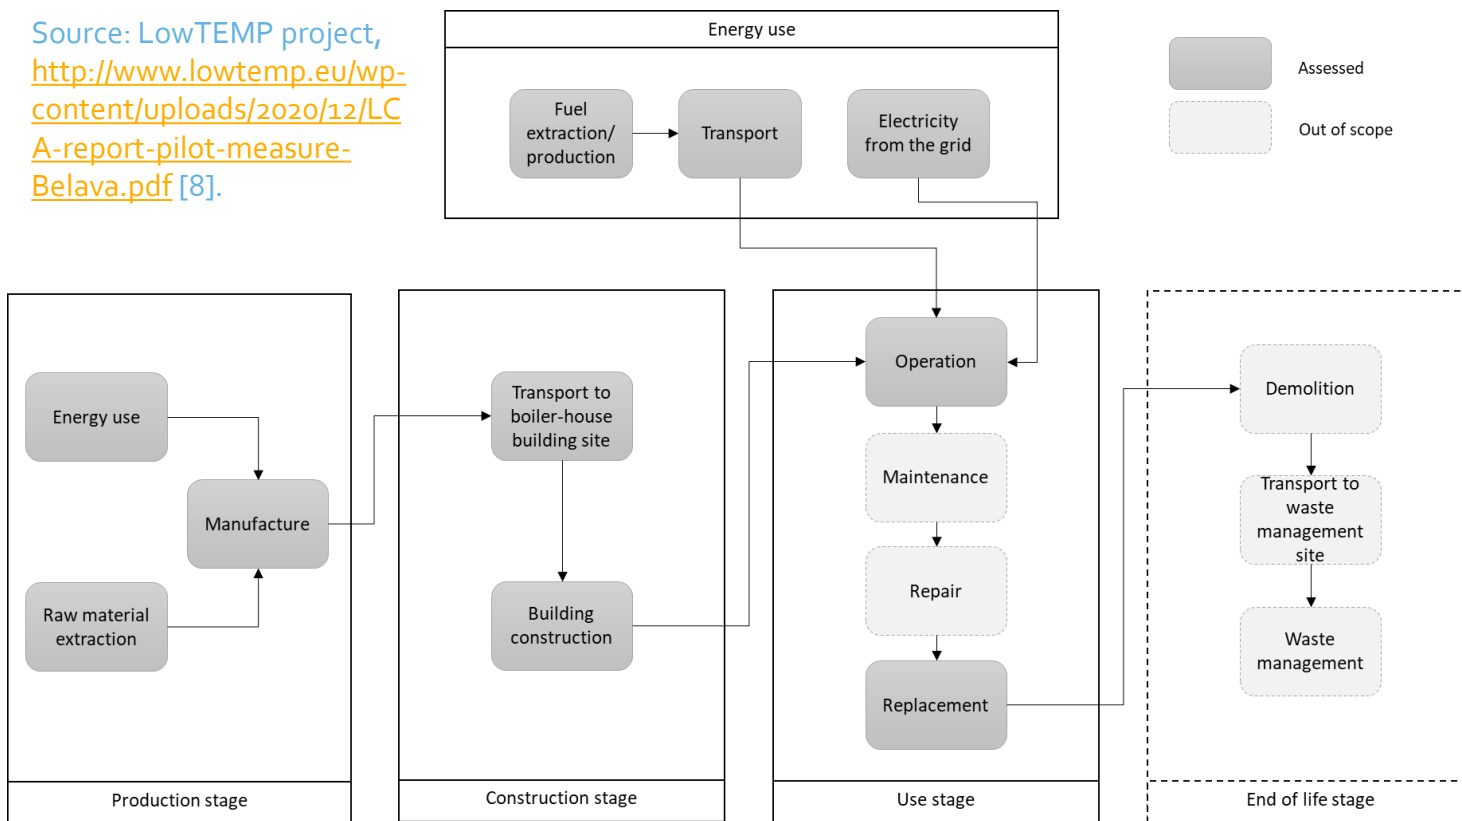 Source: LowTEMP project,
http://www.lowtemp.eu/wp-
content/uploads/2020/12/LC
A-report-pilot-measure-
Belava.pdf [8].
Energy use
Fuel
extraction/
production
Transport
Electricity
from the grid
Assessed
Out of scope
Energy use
Manufacture
Raw material
extraction
Production stage
Transport to
boiler-house
building site
Building
construction
Construction stage
Operation
Maintenance
Repair
Replacement
Use stage
Demolition
Transport to
waste
management
site
Waste
management
End of life stage